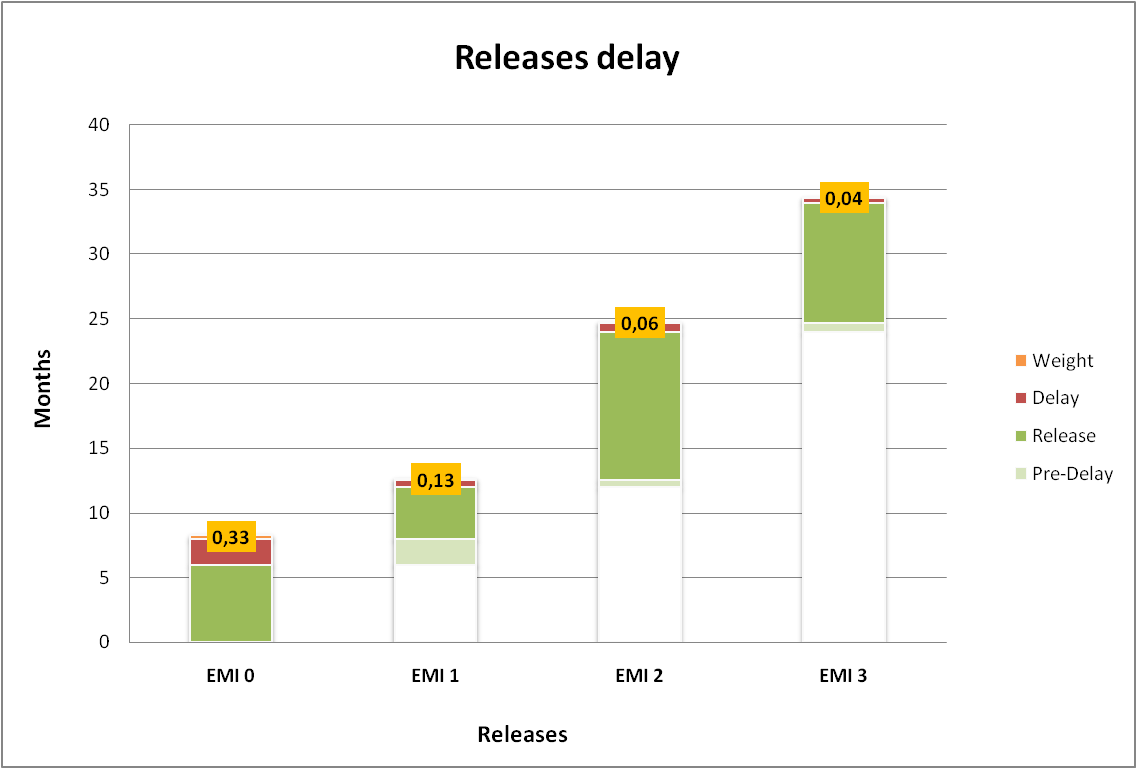 Releases delay
Months
40
35
30
25
20
15
10
5
0
0,33
0,13
0,06
0,04
EMI 0
EMI 1
EMI 2
EMI 3
Releases
Weight
Delay
Release
Pre-Delay